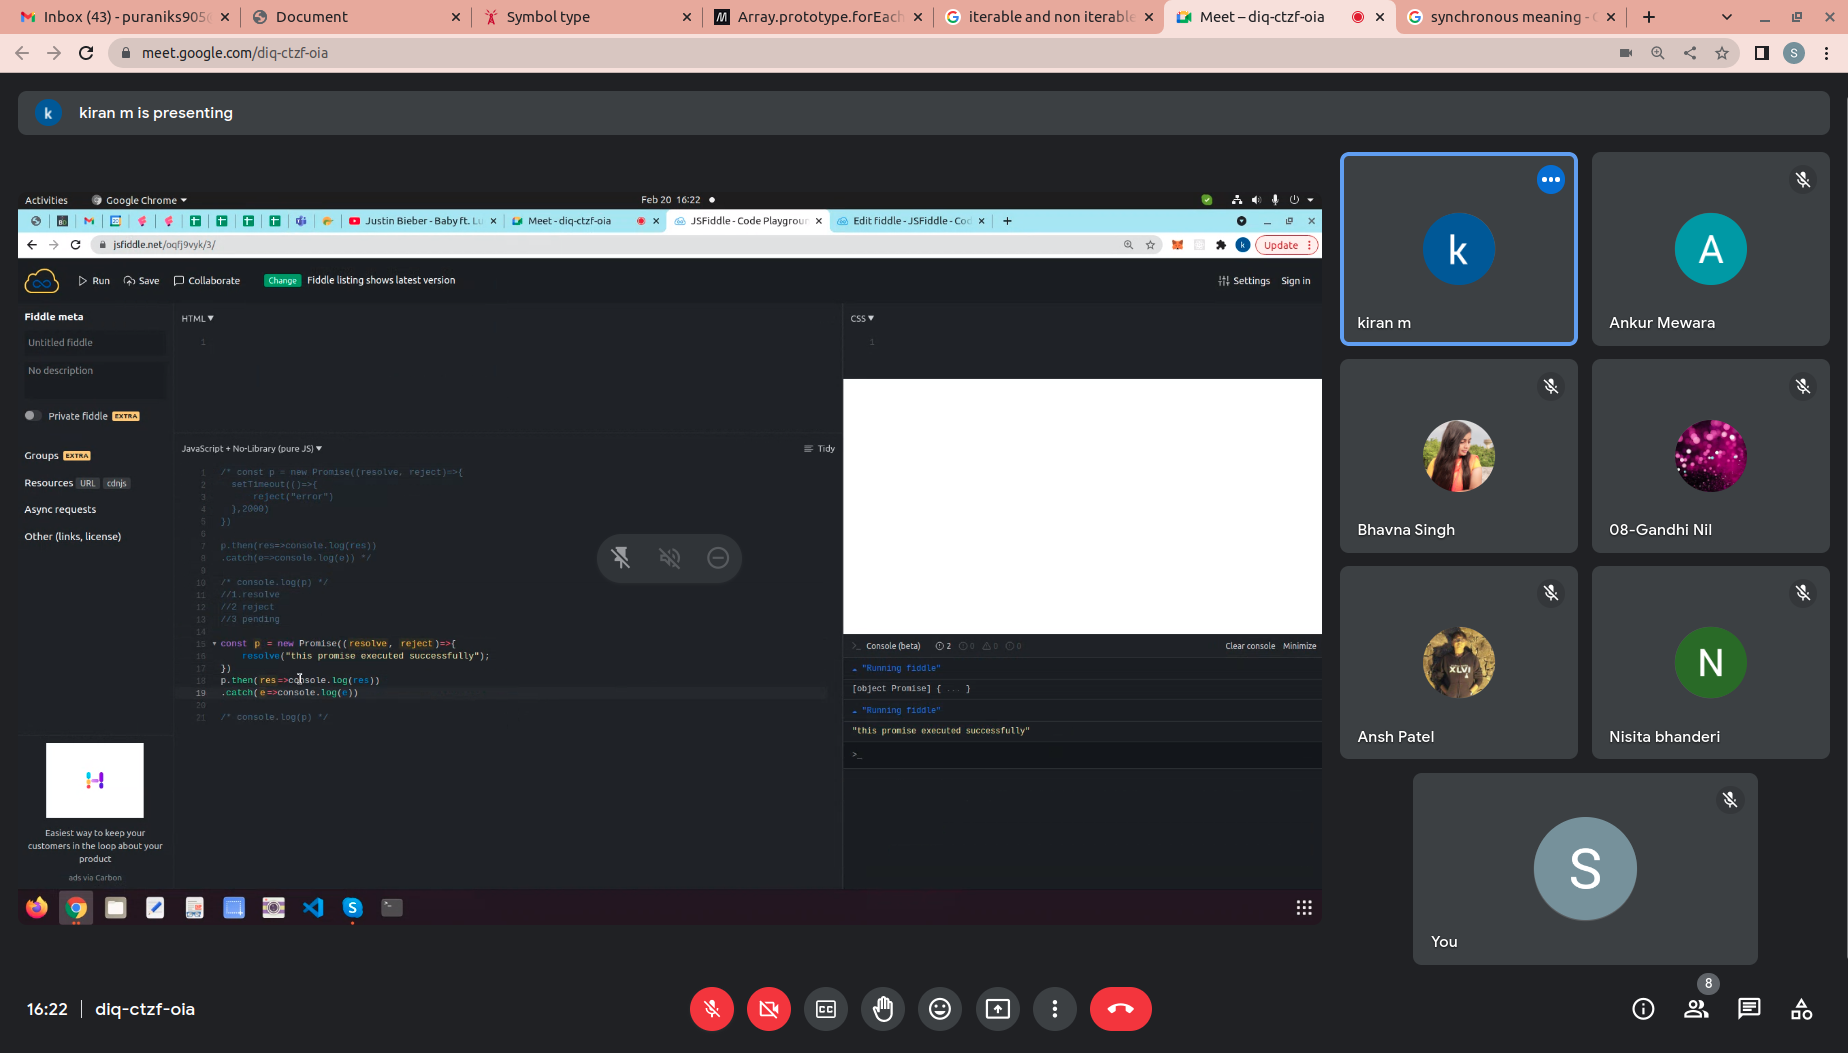 Inbox (43) - puraniks905
Document
Symbol type
Array.prototype.forEach
iterable and non iterable
Meet – diq-ctzf-oia
synchronous meaning -
meet.google.com/diq-ctzf-oia
S
k
kiran m is presenting
Activities
Google Chrome
Feb 20 16:22
Justin Bieber - Baby ft. Lu
Meet - diq-ctzf-oia
JSFiddle - Code Playgroun
Edit fiddle - JSFiddle - Cod
jsfiddle.net/oqfj9vyk/3/
k
Update
Run
Save
Collaborate
Change
Fiddle listing shows latest version
Settings
Sign in
Fiddle meta
Untitled fiddle
No description
Private fiddle EXTRA
Groups EXTRA
Resources URL cdnjs
Async requests
Other (links, license)
Easiest way to keep your
customers in the loop about your
product
ads via Carbon
HTML
1
CSS
1
JavaScript + No-Library (pure JS)
Tidy
1 /* const p = new Promise((resolve, reject)=>{
2 setTimeout(()=>{
3 reject("error")
4 },2000)
5 })
6
7 p.then(res=>console.log(res))
8 .catch(e=>console.log(e)) */
9
10 /* console.log(p) */
11 //1.resolve
12 //2 reject
13 //3 pending
14
15 const p = new Promise((resolve, reject)=>{
16 resolve("this promise executed successfully");
17 })
18 p.then(res=>console.log(res))
19 .catch(e=>console.log(e))
20
21 /* console.log(p) */
>_ Console (beta) 2 0 0 0
Clear console Minimize
"Running fiddle"
[object Promise] { ... }
"Running fiddle"
"this promise executed successfully"
>_
k
kiran m
A
Ankur Mewara
Bhavna Singh
08-Gandhi Nil
XLVI
Ansh Patel
N
Nisita bhanderi
S
You
16:22 | diq-ctzf-oia
CC
8